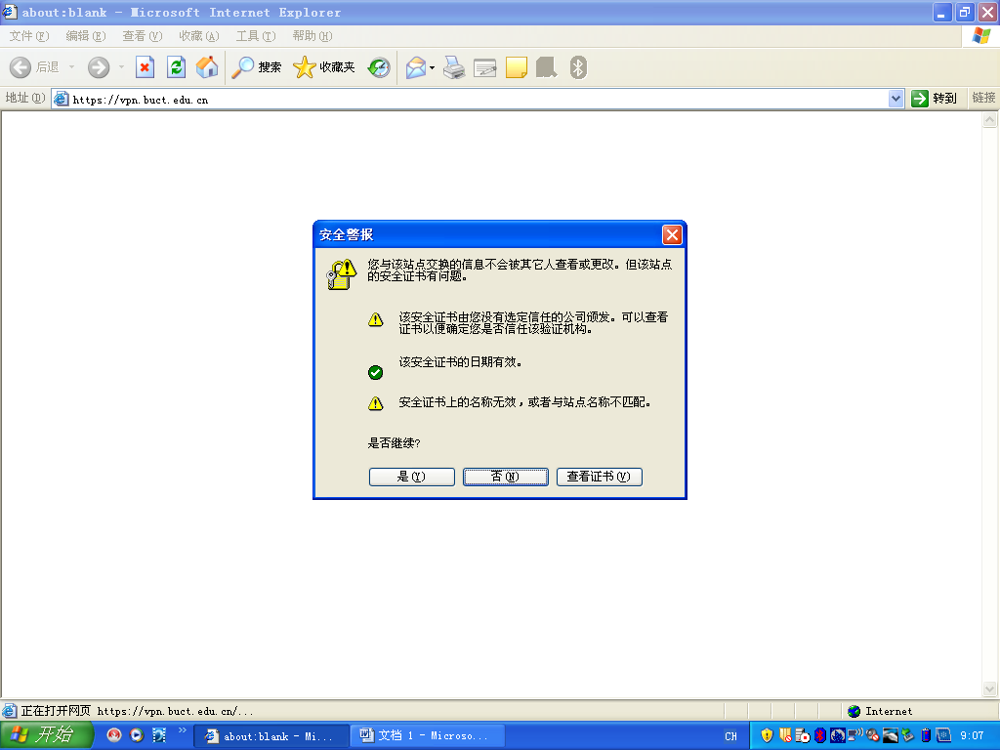 about:blank - Microsoft Internet Explorer
文件(F) 编辑(E) 查看(V) 收藏(A) 工具(T) 帮助(H)
后退 搜索 收藏夹
地址(D) https://vpn.buct.edu.cn 转到 链接
安全警报
您与该站点交换的信息不会被其它人查看或更改。但该站点
的安全证书有问题。
该安全证书由您没有选定信任的公司颁发。可以查看
证书以便确定您是否信任该验证机构。
该安全证书的日期有效。
安全证书上的名称无效，或者与站点名称不匹配。
是否继续?
是(Y) 否(N) 查看证书(V)
正在打开网页 https://vpn.buct.edu.cn/... Internet
开始 about:blank - Mi... 文档 1 - Microso... CH 9:07